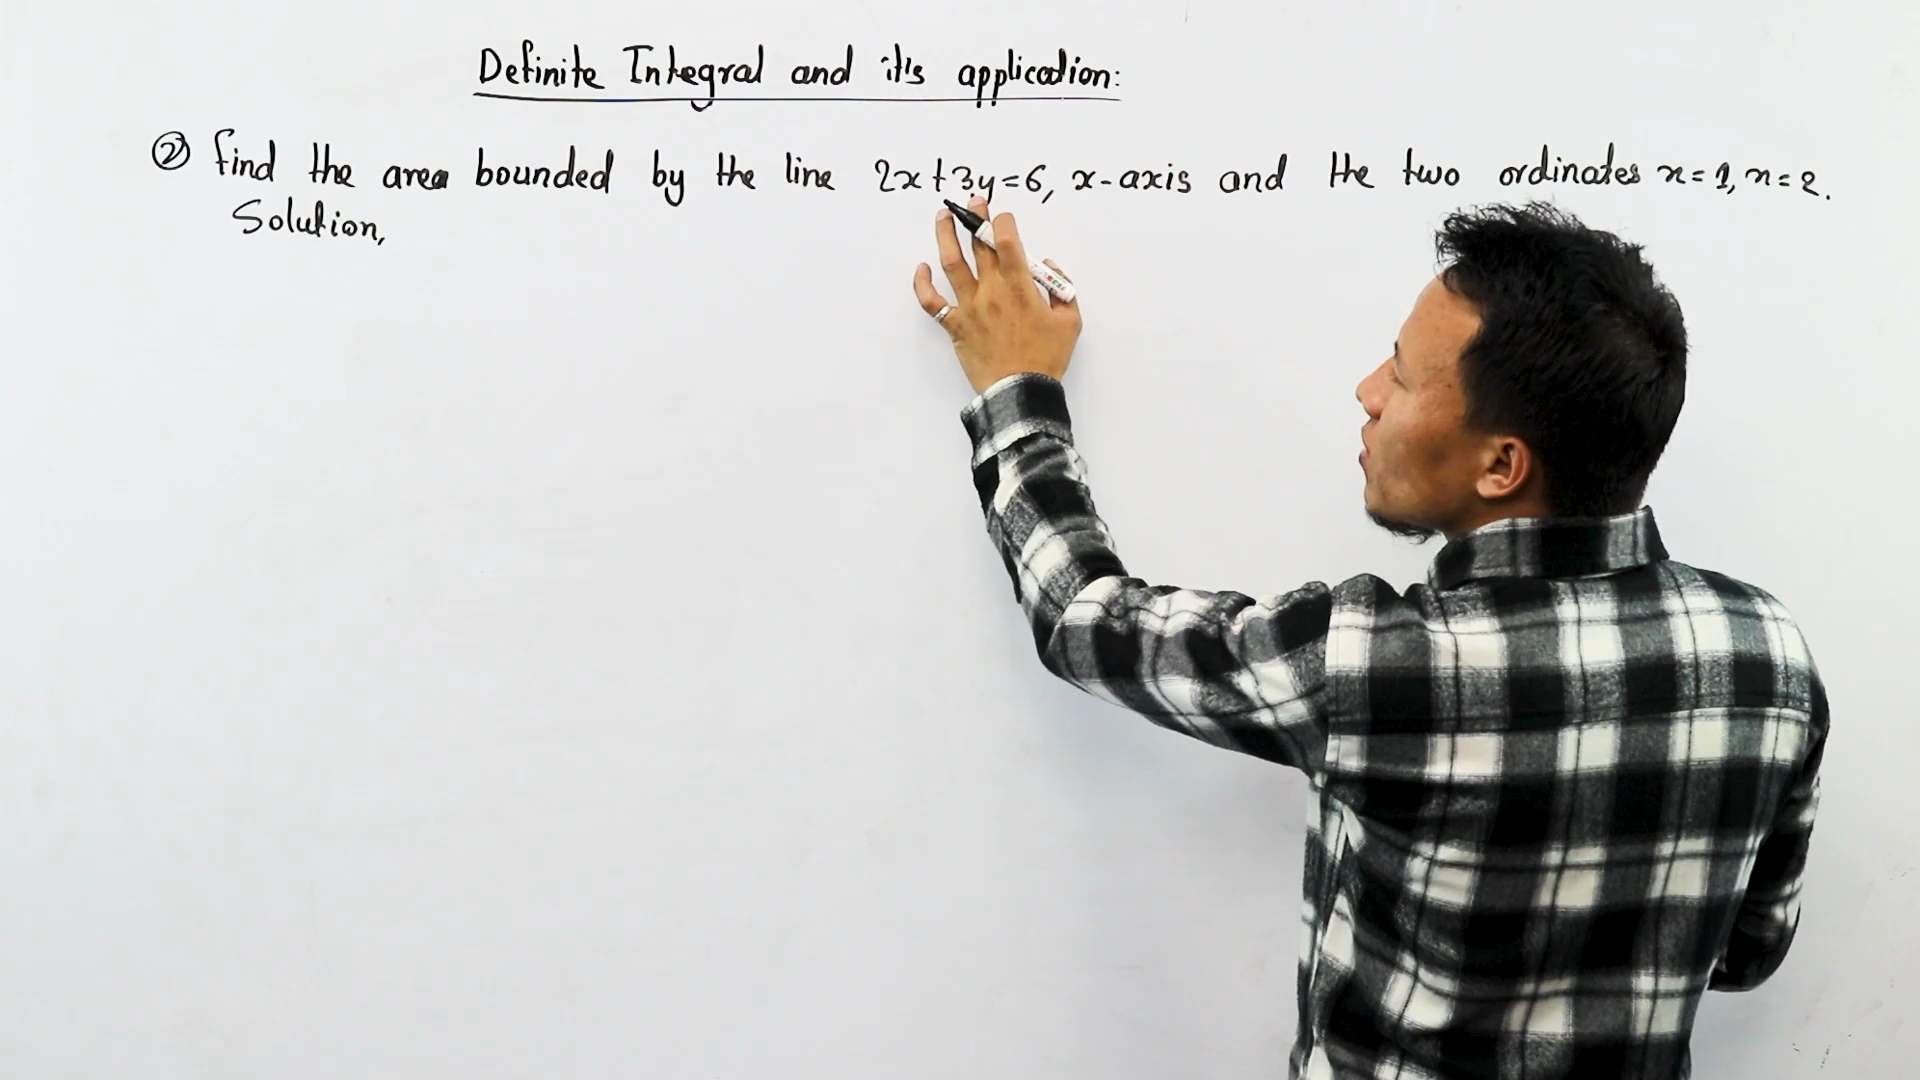 Definite Integral and it's application:
② find the area bounded by the line 2x+3y=6, x-axis and the two ordinates x=1, x=2.
Solution,